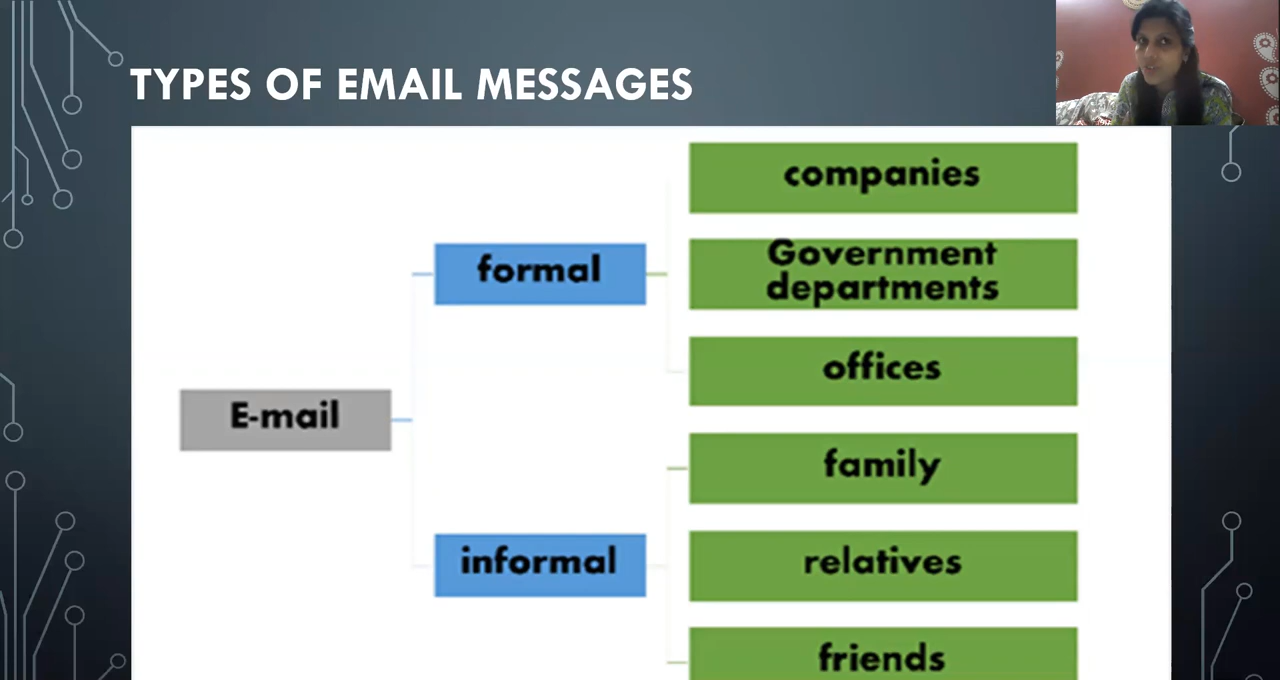 TYPES OF EMAIL MESSAGES
companies
formal
Government
departments
offices
E-mail
family
informal
relatives
friends